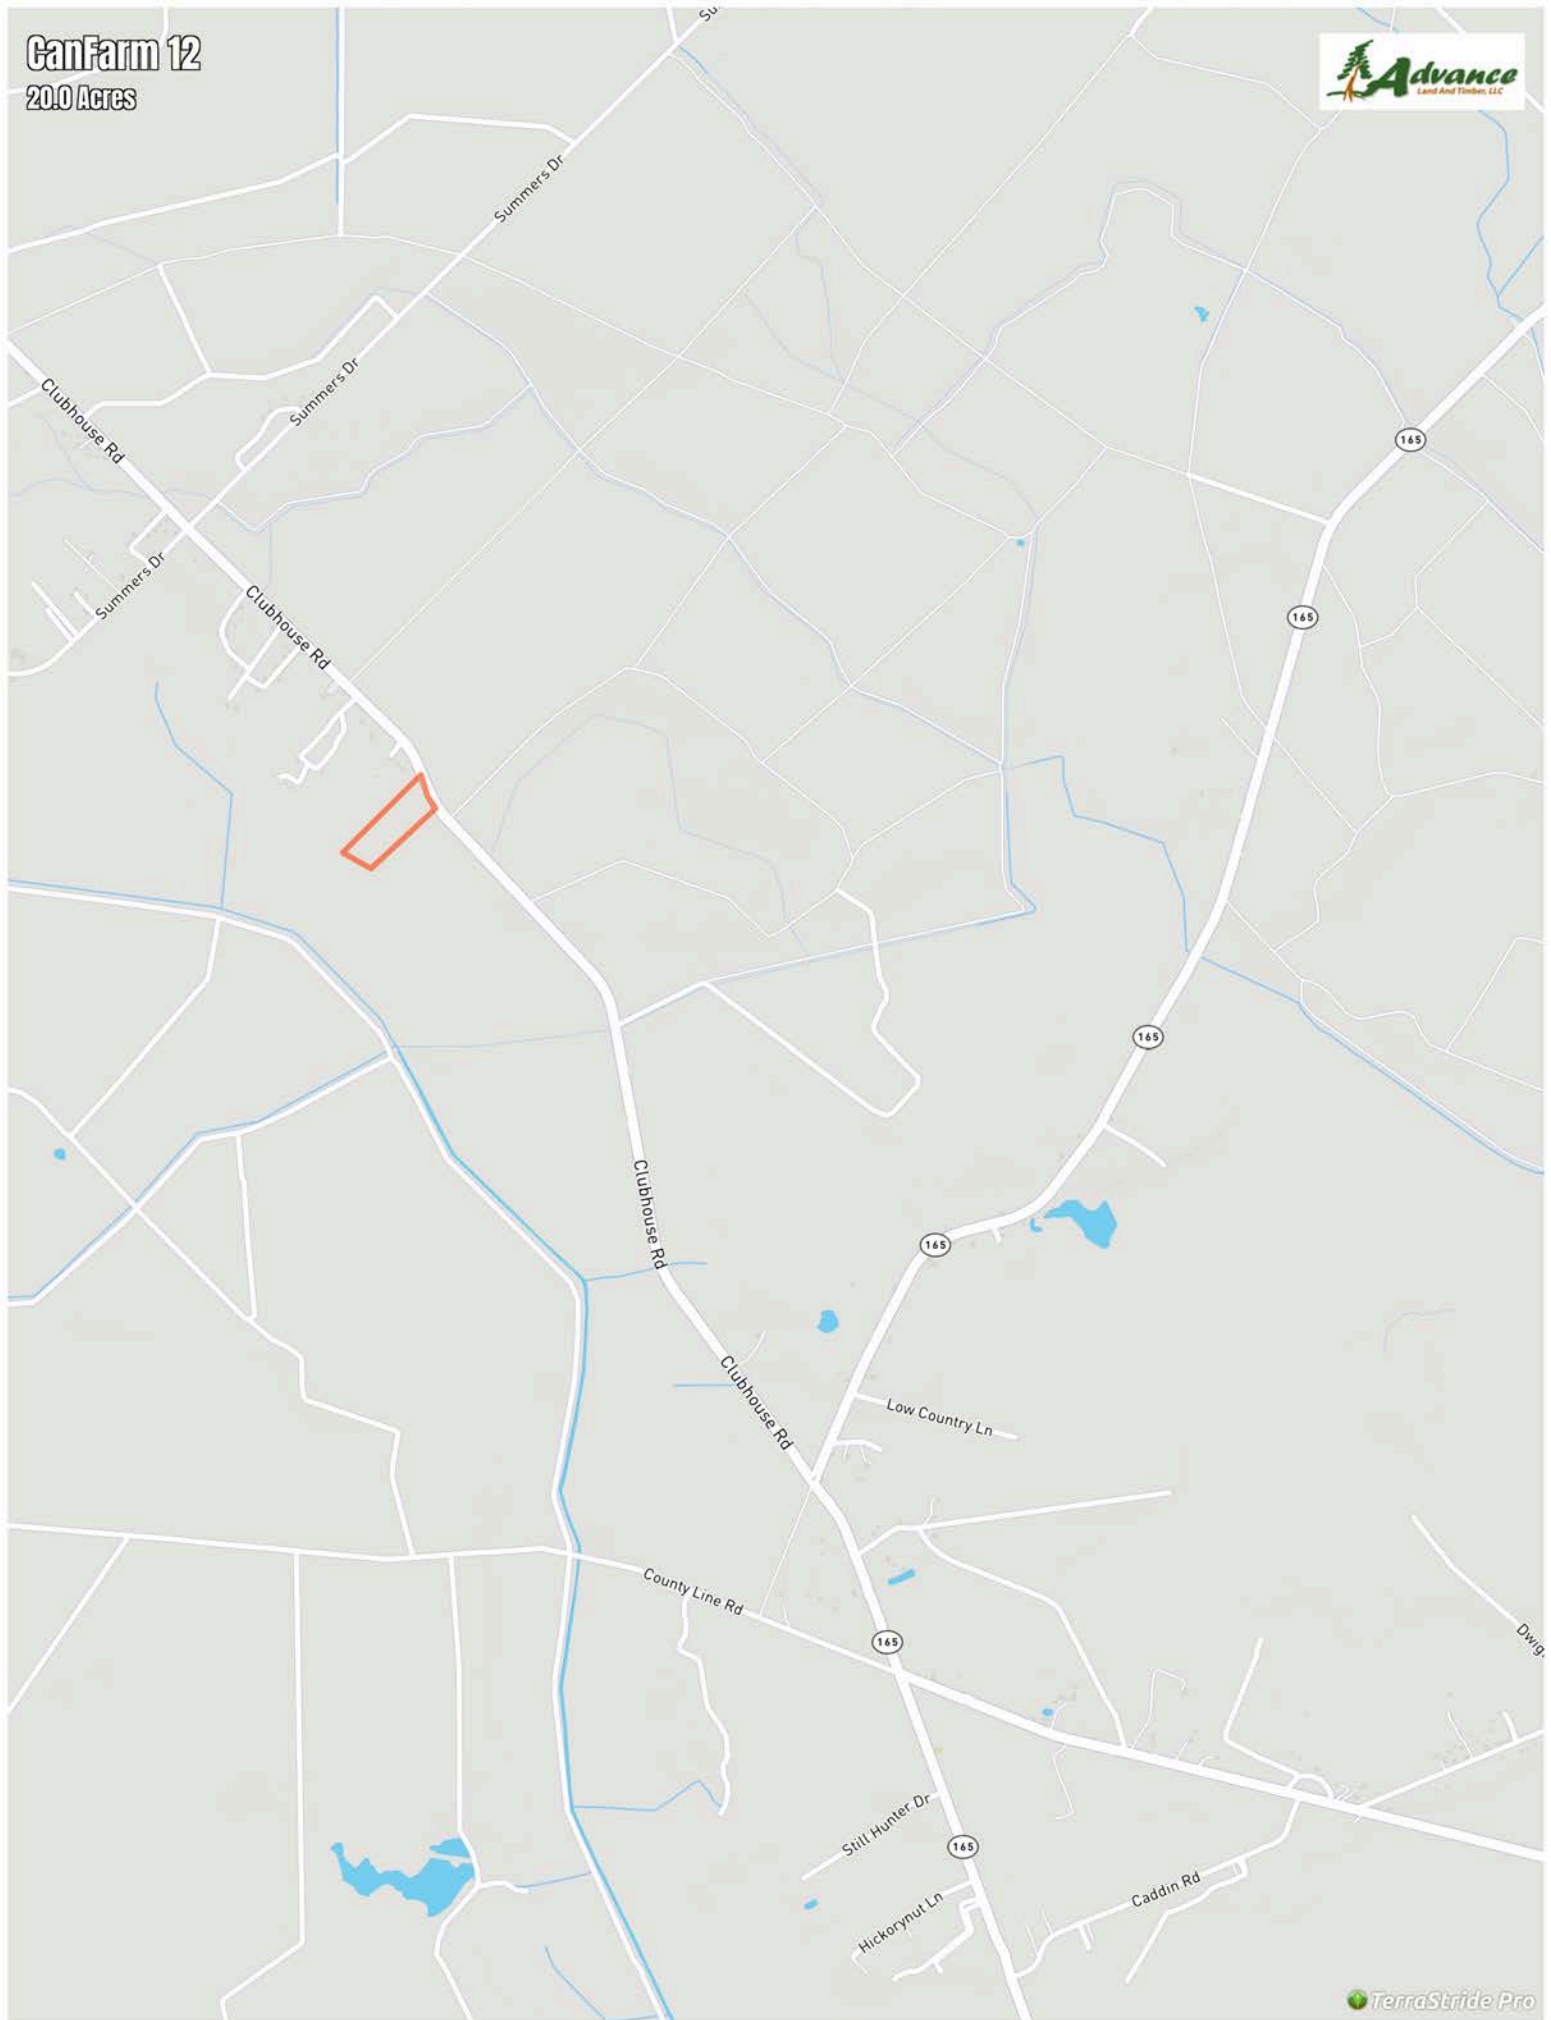 CanFarm 12
20.0 Acres
Advance
Land And Timber, LLC
Su
Summers Dr
Summers Dr
Clubhouse Rd
165
Summers Dr
Clubhouse Rd
165
165
Clubhouse Rd
165
Clubhouse Rd
Low Country Ln
County Line Rd
165
Dwig
Still Hunter Dr
165
Caddin Rd
Hickorynut Ln
TerraStride Pro